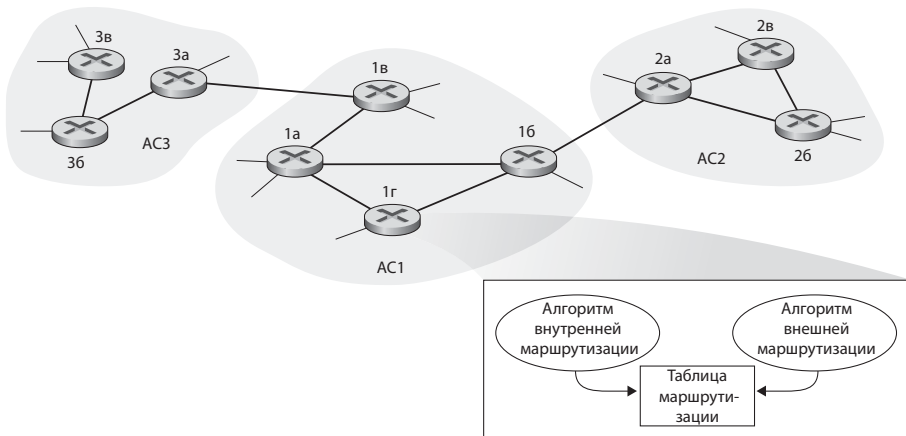 3в
3а
3б
АС3
1в
1а
1б
1г
АС1
2в
2а
2б
АС2
Алгоритм
внутренней
маршрутизации
Алгоритм
внешней
маршрутизации
Таблица
маршрути-
зации